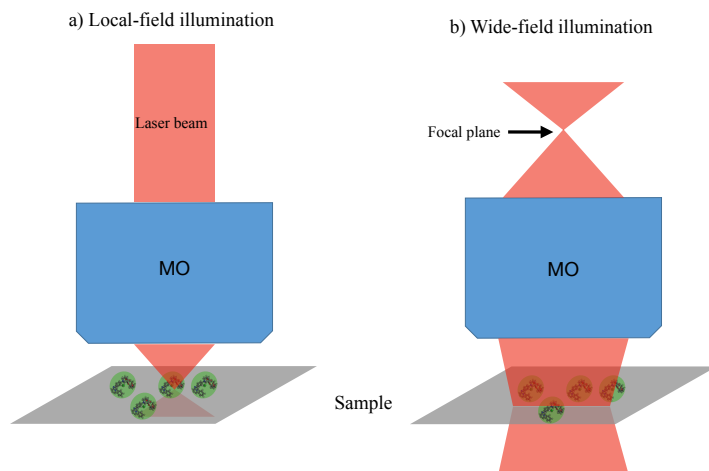 a) Local-field illumination
b) Wide-field illumination
Laser beam
Focal plane
MO
MO
Sample